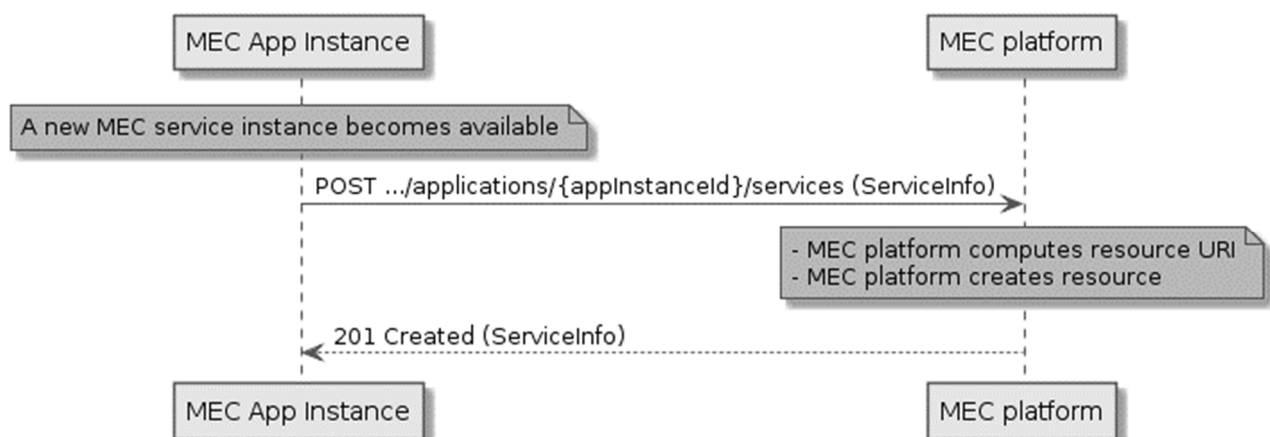 MEC App Instance
MEC platform
A new MEC service instance becomes available
POST .../applications/{appInstanceId}/services (ServiceInfo)
- MEC platform computes resource URI
- MEC platform creates resource
201 Created (ServiceInfo)
MEC App Instance
MEC platform